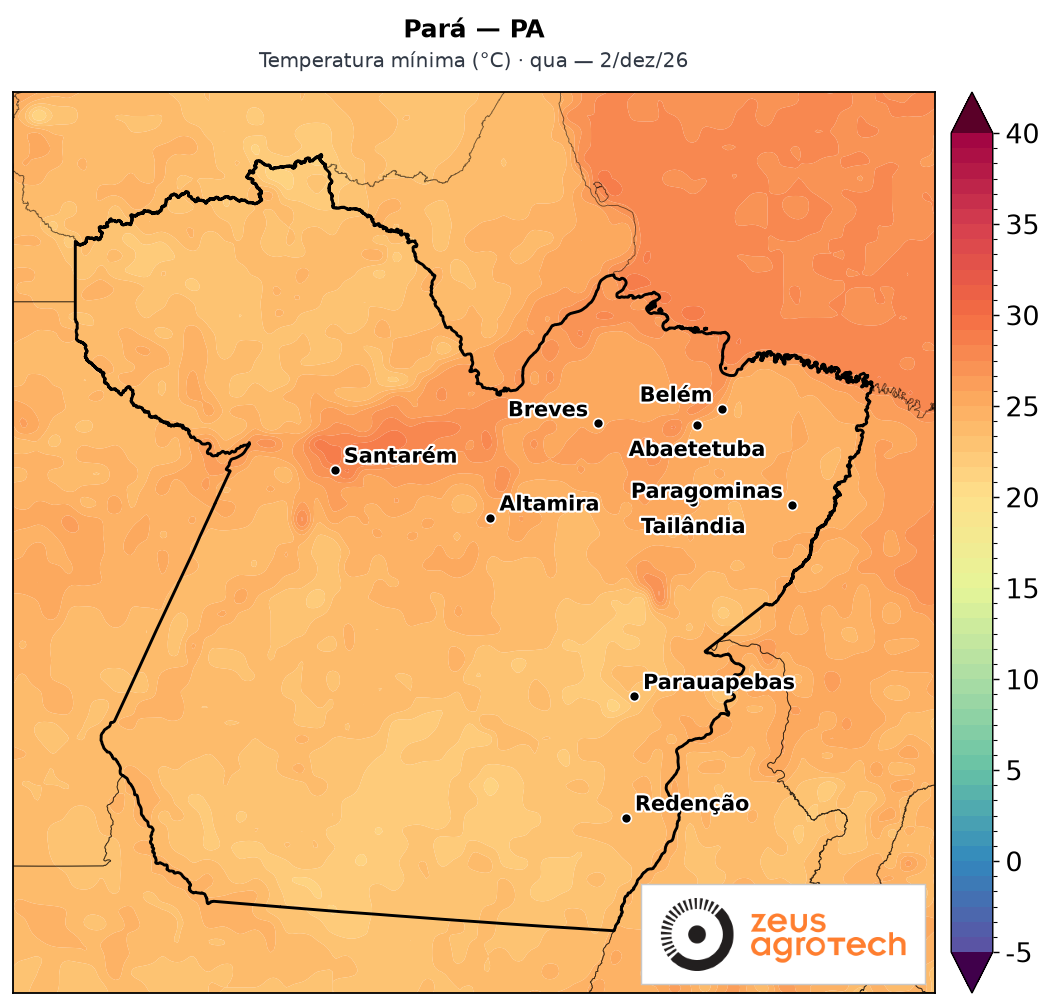 Pará — PA
Temperatura mínima (°C) · qua — 2/dez/26
Belém
Breves
Abaetetuba
Santarém
Paragominas
Altamira
Tailândia
Parauapebas
Redenção
zeus
agrotech
40
35
30
25
20
15
10
5
0
-5